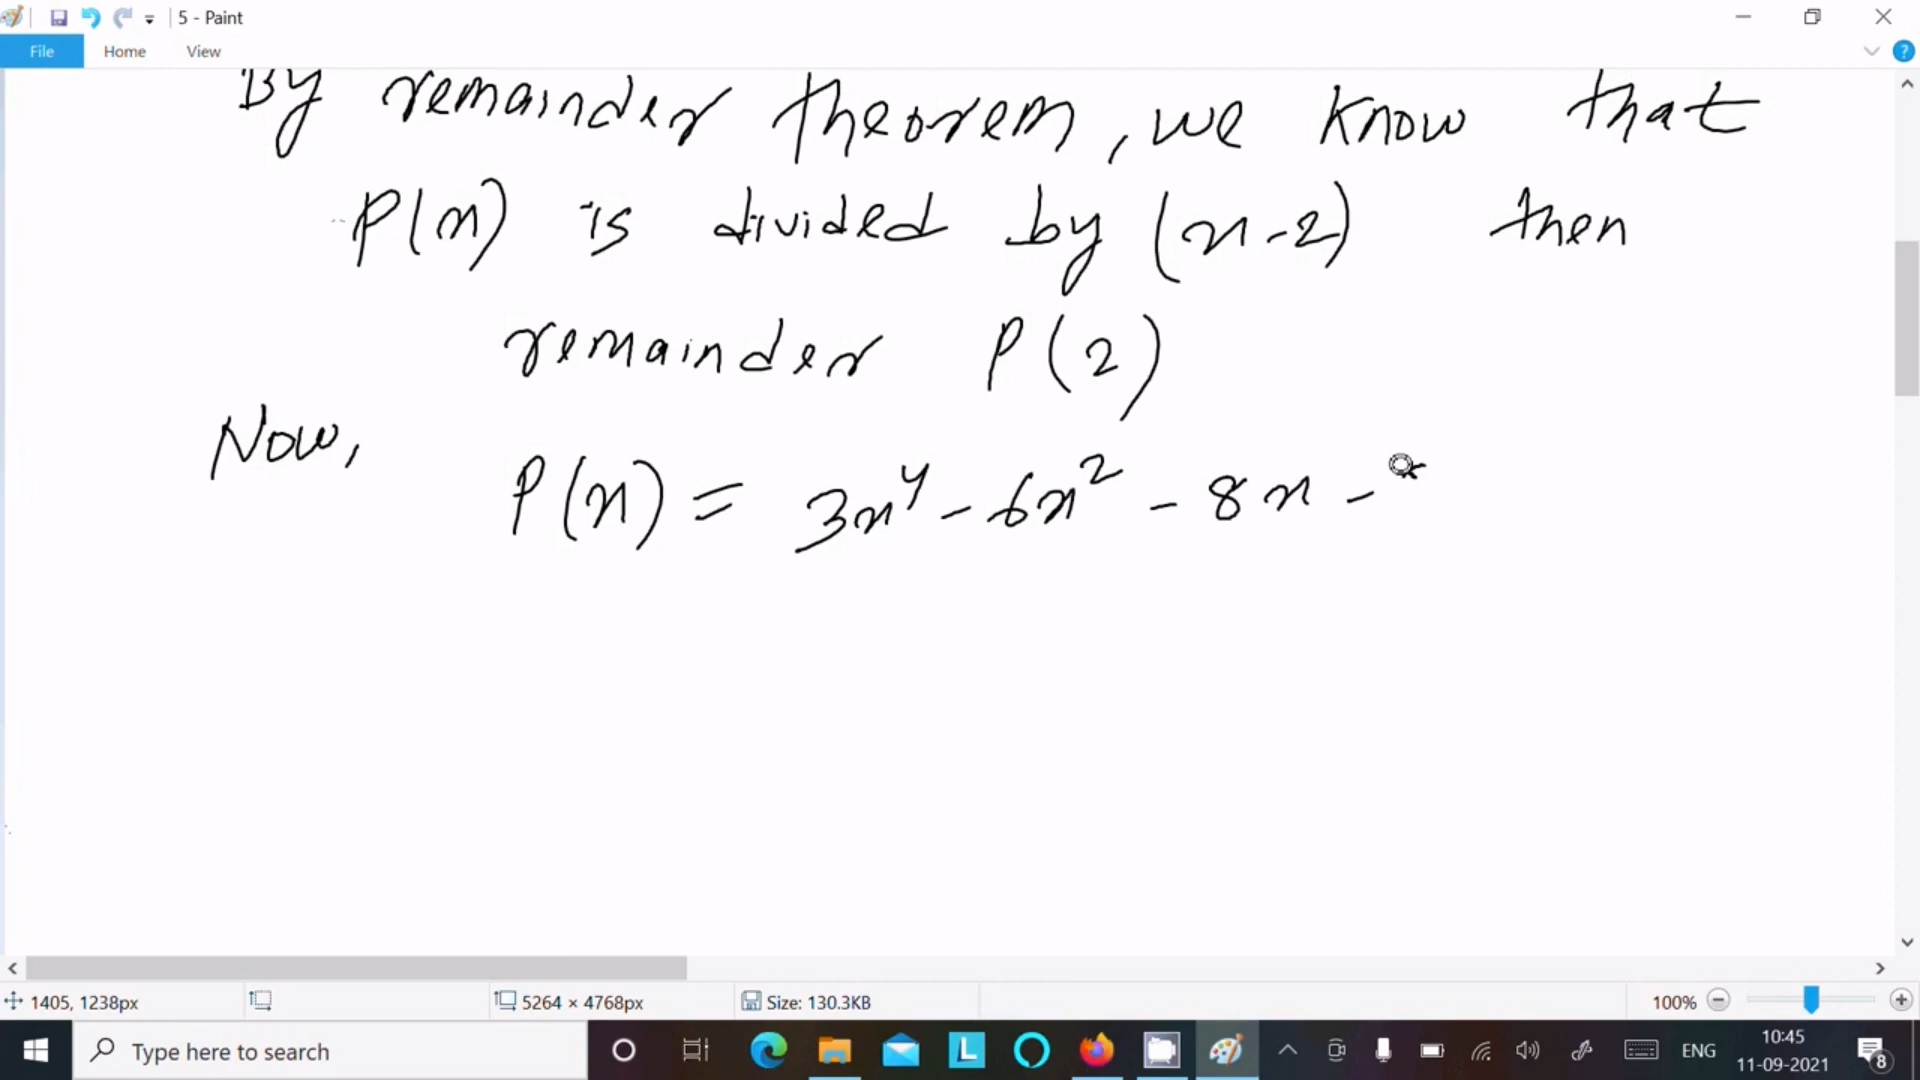 5 - Paint
File Home View
By remainder theorem, we know that
P(x) is divided by (x-2) then
remainder P(2)
Now,
P(x) = 3x⁴ - 6x² - 8x -
1405, 1238px 5264 × 4768px Size: 130.3KB 100%
Type here to search
L
ENG
10:45
11-09-2021
8